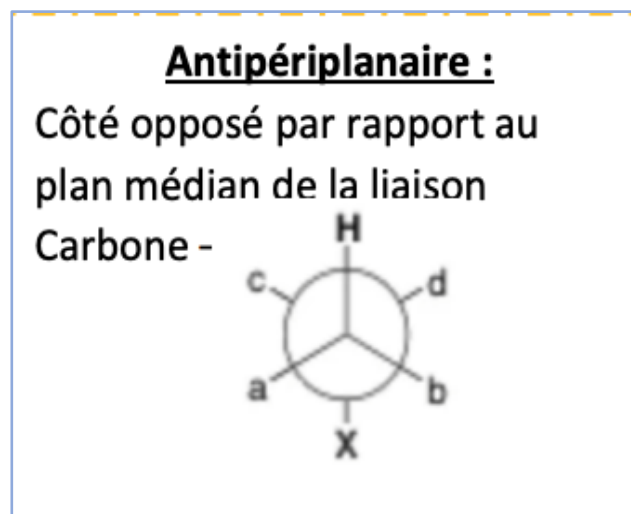 Antipériplanaire :
Côté opposé par rapport au
plan médian de la liaison
Carbone -
H
c
d
a
b
X